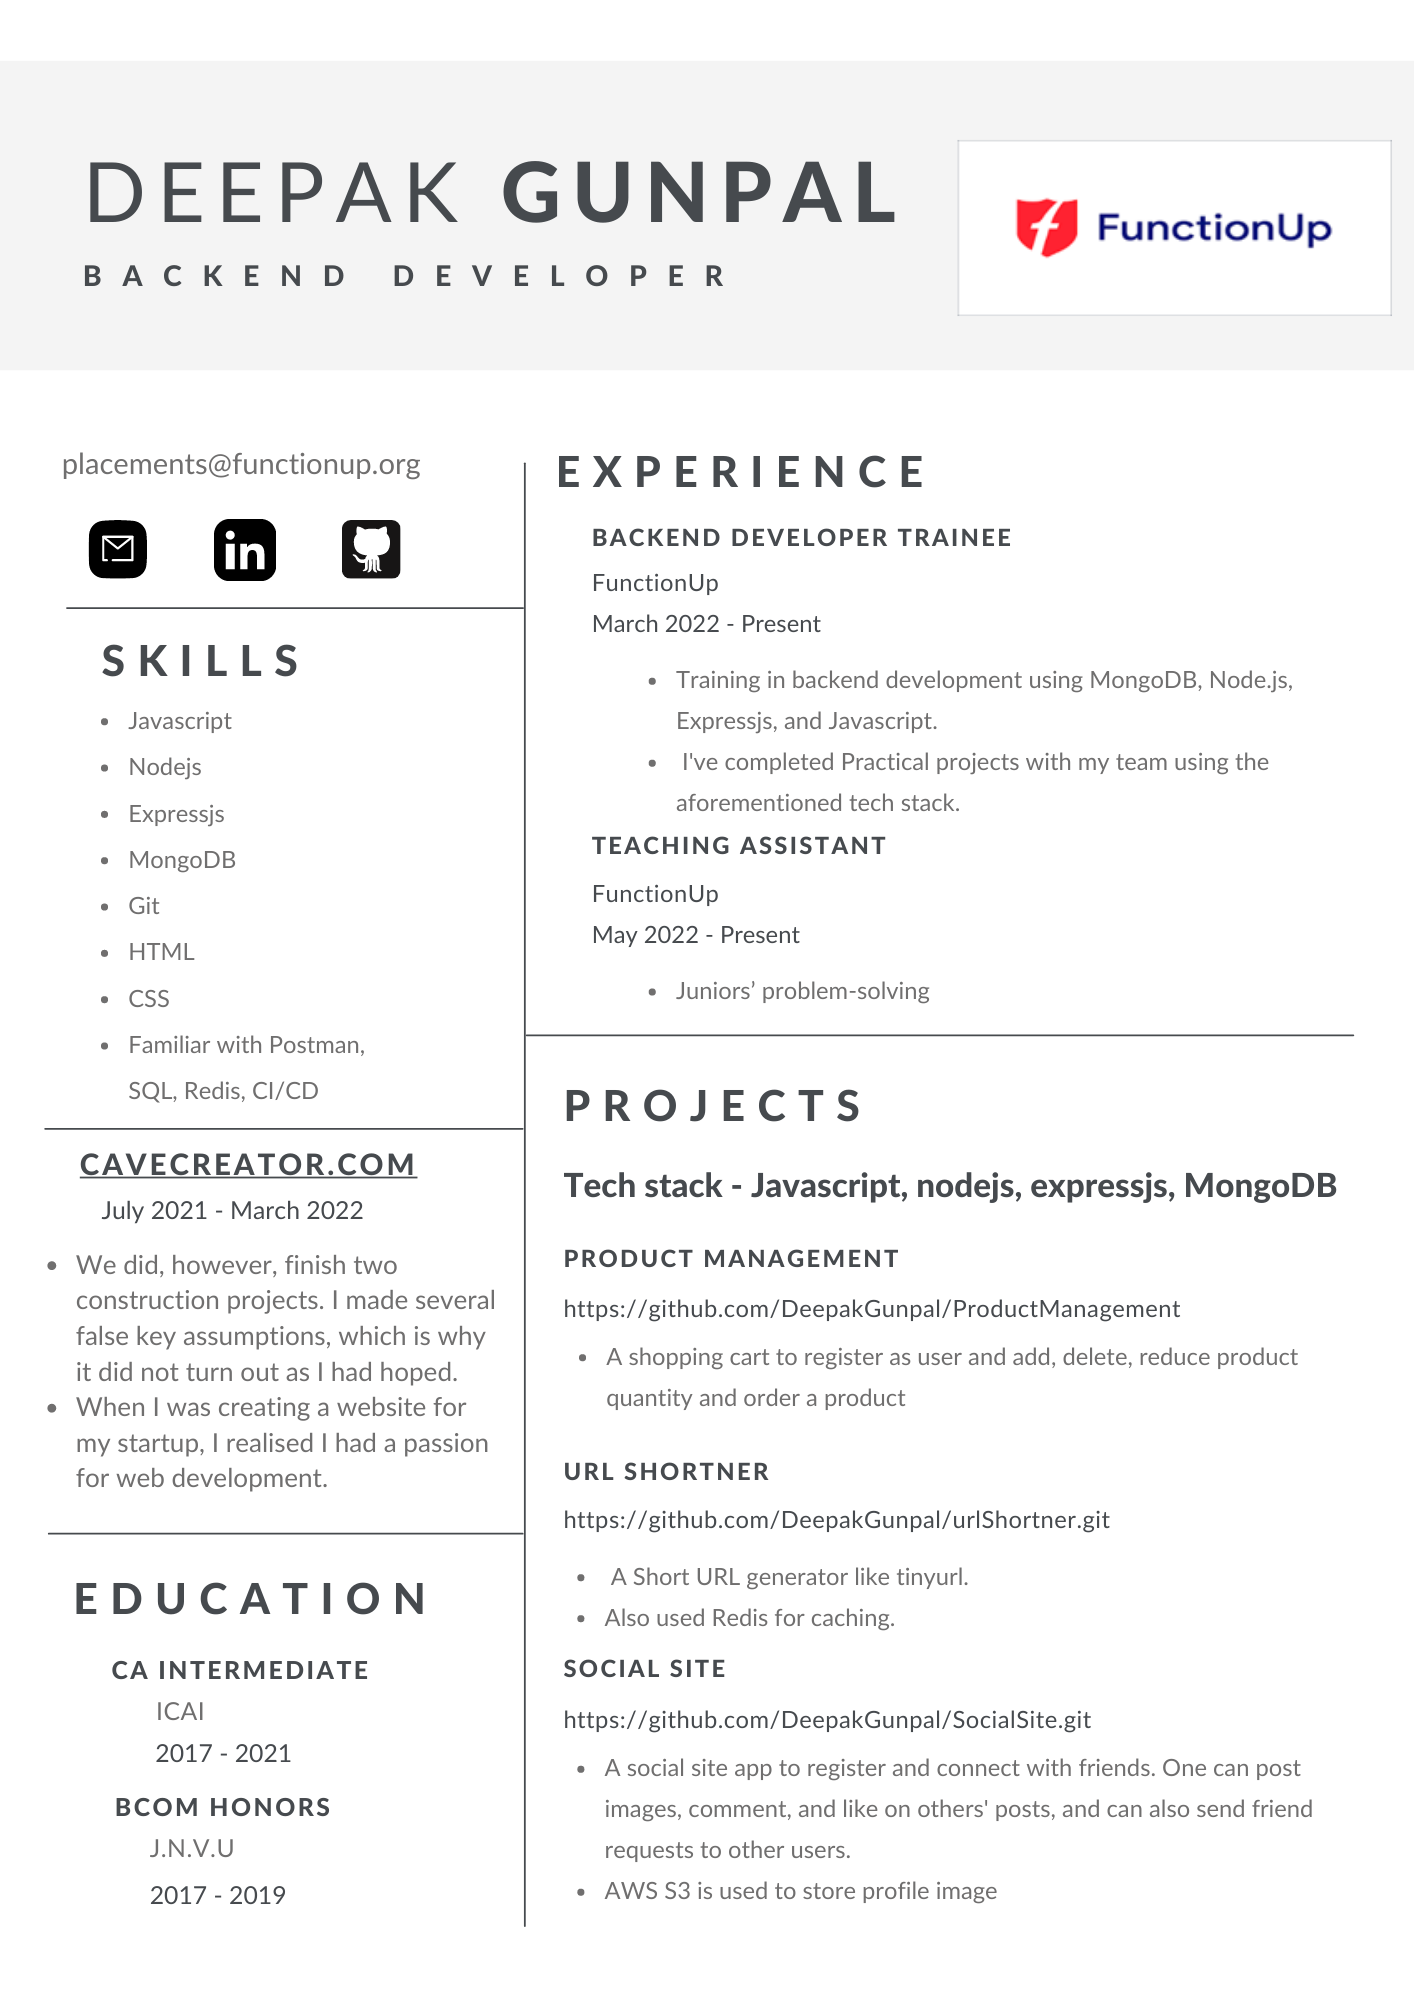 DEEPAK GUNPAL
BACKEND DEVELOPER
FunctionUp
placements@functionup.org
in
SKILLS
• Javascript
• Nodejs
• Expressjs
• MongoDB
• Git
• HTML
• CSS
• Familiar with Postman,
SQL, Redis, CI/CD
CAVECREATOR.COM
July 2021 - March 2022
• We did, however, finish two
construction projects. I made several
false key assumptions, which is why
it did not turn out as I had hoped.
• When I was creating a website for
my startup, I realised I had a passion
for web development.
EDUCATION
CA INTERMEDIATE
ICAI
2017 - 2021
BCOM HONORS
J.N.V.U
2017 - 2019
EXPERIENCE
BACKEND DEVELOPER TRAINEE
FunctionUp
March 2022 - Present
• Training in backend development using MongoDB, Node.js,
Expressjs, and Javascript.
• I've completed Practical projects with my team using the
aforementioned tech stack.
TEACHING ASSISTANT
FunctionUp
May 2022 - Present
• Juniors’ problem-solving
PROJECTS
Tech stack - Javascript, nodejs, expressjs, MongoDB
PRODUCT MANAGEMENT
https://github.com/DeepakGunpal/ProductManagement
• A shopping cart to register as user and add, delete, reduce product
quantity and order a product
URL SHORTNER
https://github.com/DeepakGunpal/urlShortner.git
• A Short URL generator like tinyurl.
• Also used Redis for caching.
SOCIAL SITE
https://github.com/DeepakGunpal/SocialSite.git
• A social site app to register and connect with friends. One can post
images, comment, and like on others' posts, and can also send friend
requests to other users.
• AWS S3 is used to store profile image